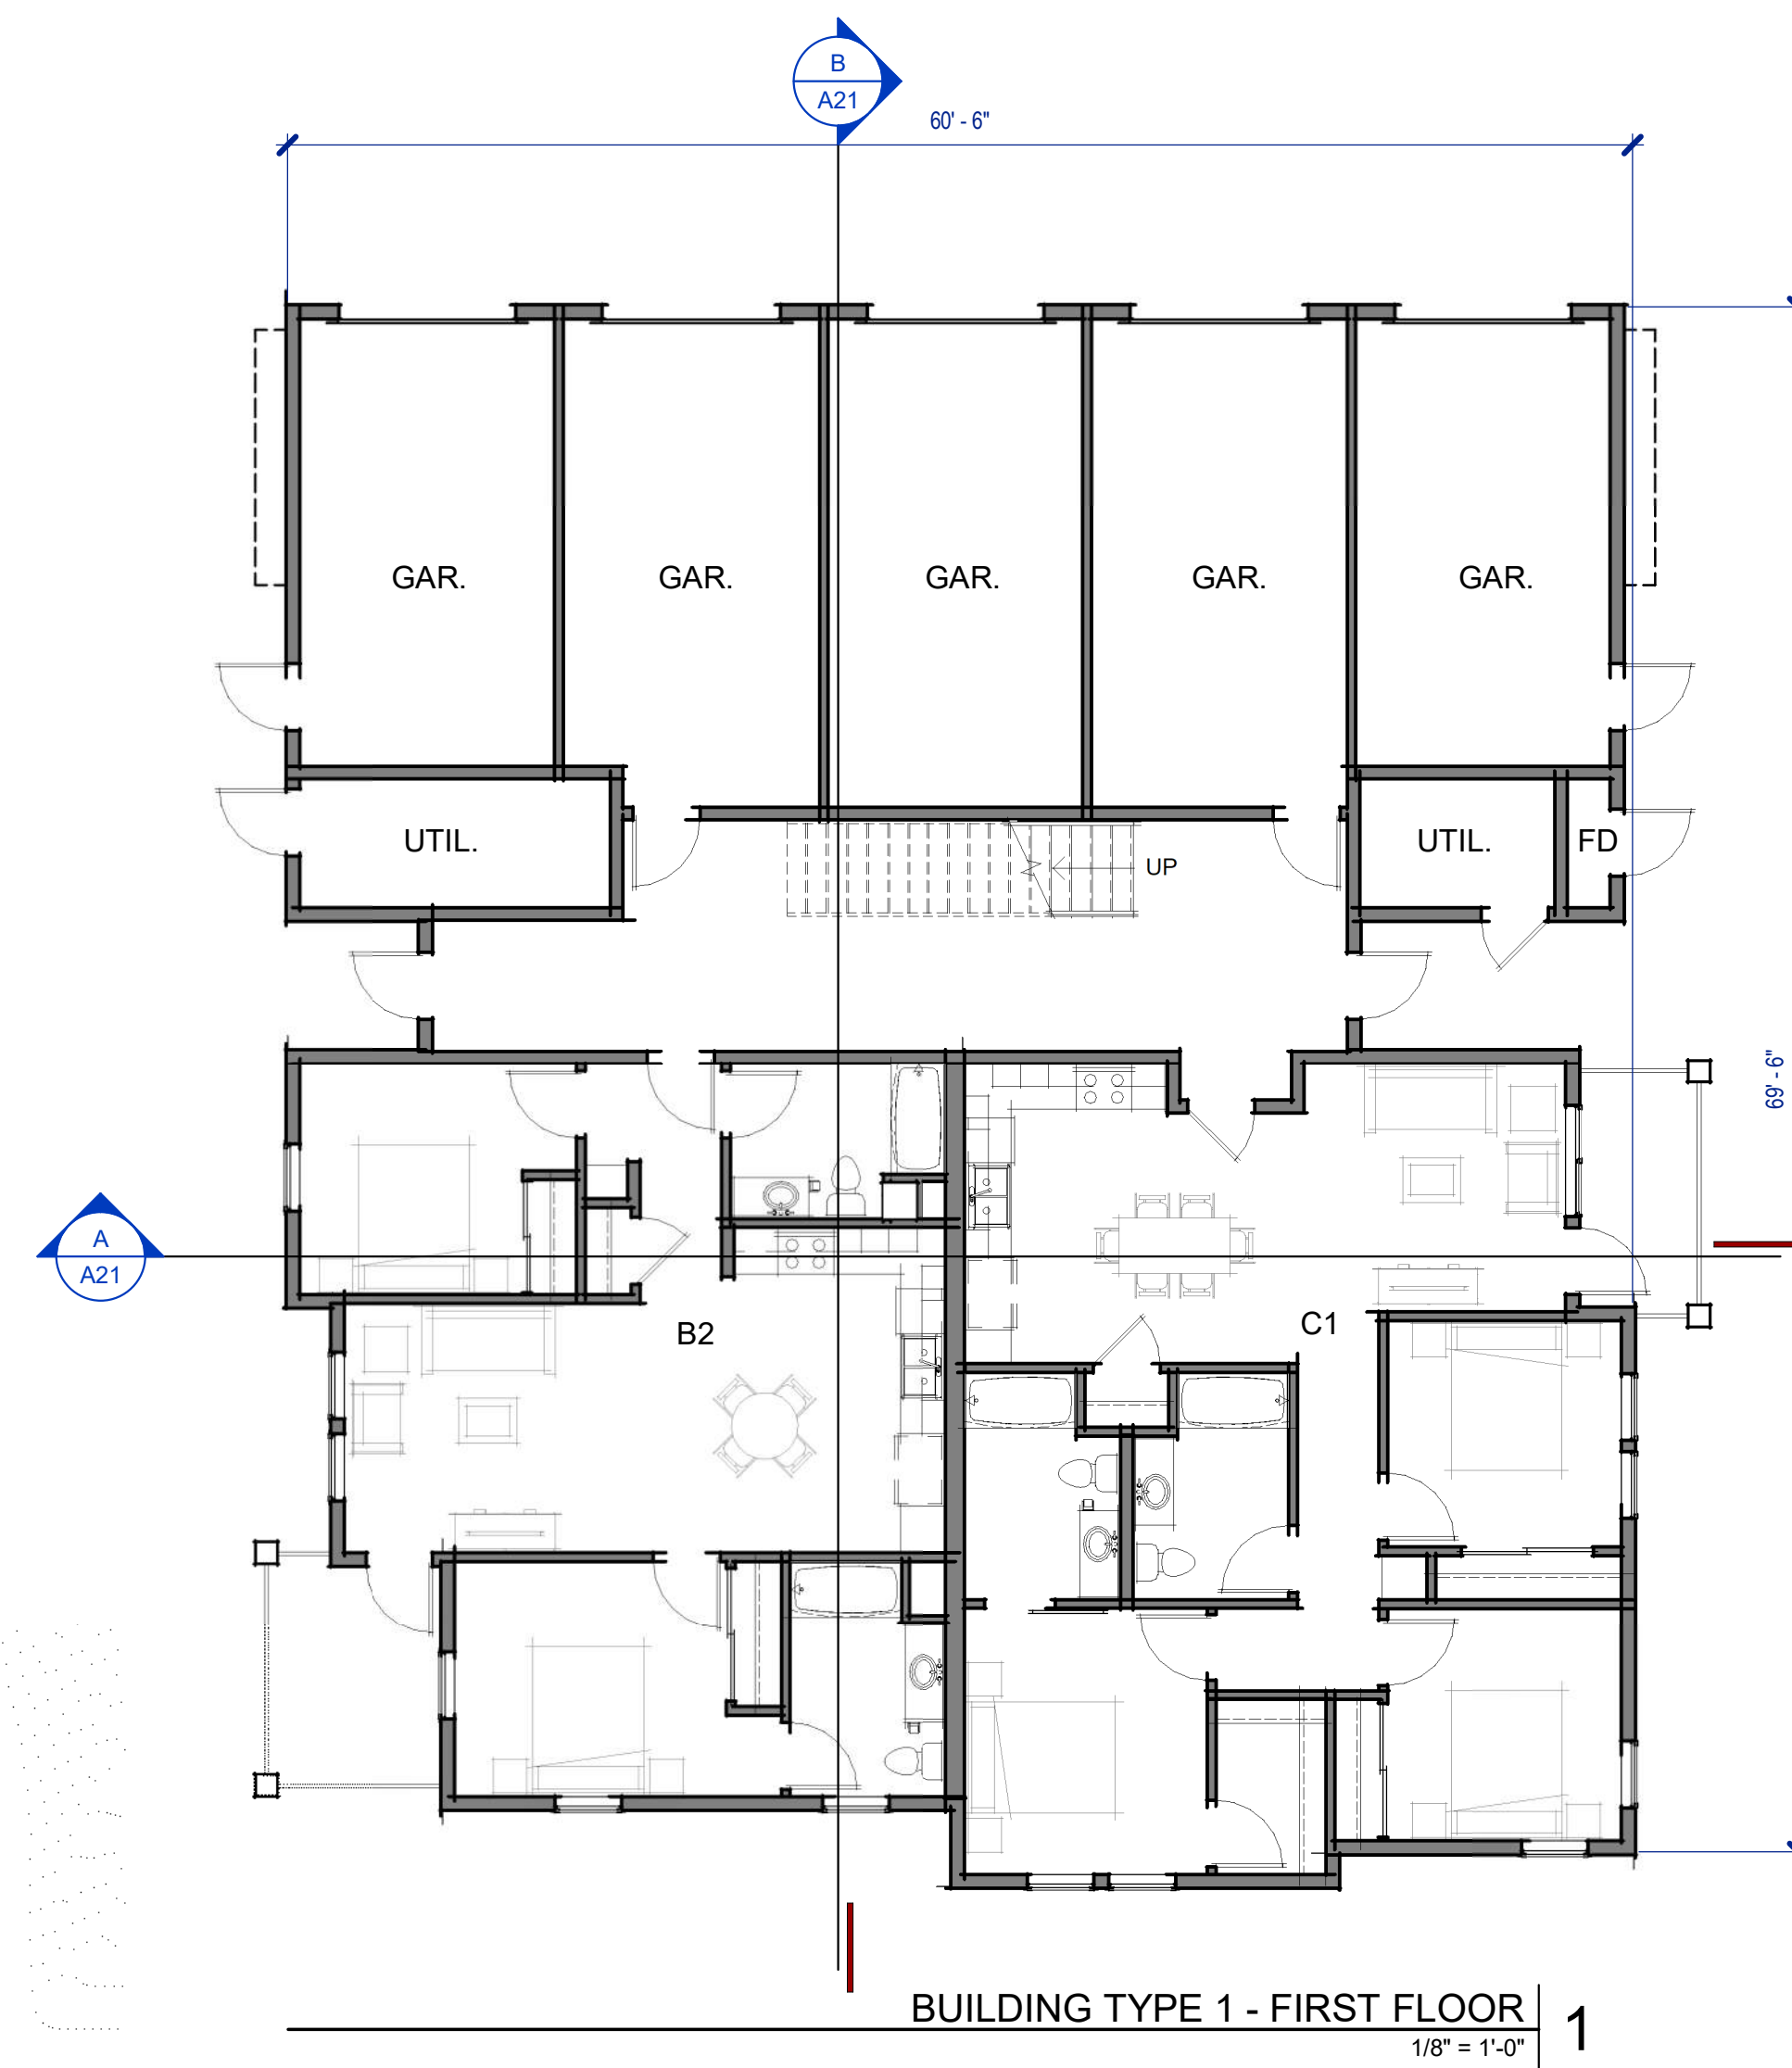 B
A21
60' - 6"
GAR.
GAR.
GAR.
GAR.
GAR.
UTIL.
UP
UTIL.
FD
69' - 6"
A
A21
B2
C1
BUILDING TYPE 1 - FIRST FLOOR
1
1/8" = 1'-0"